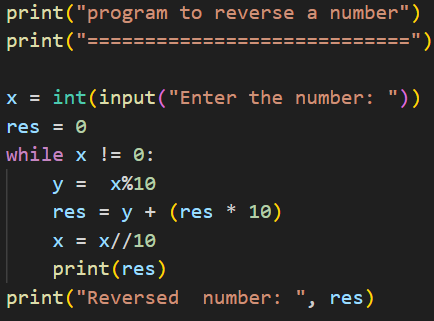 print("program to reverse a number")
print("============================")
x = int(input("Enter the number: "))
res = 0
while x != 0:
    y =  x%10
    res = y + (res * 10)
    x = x//10
    print(res)
print("Reversed  number: ", res)